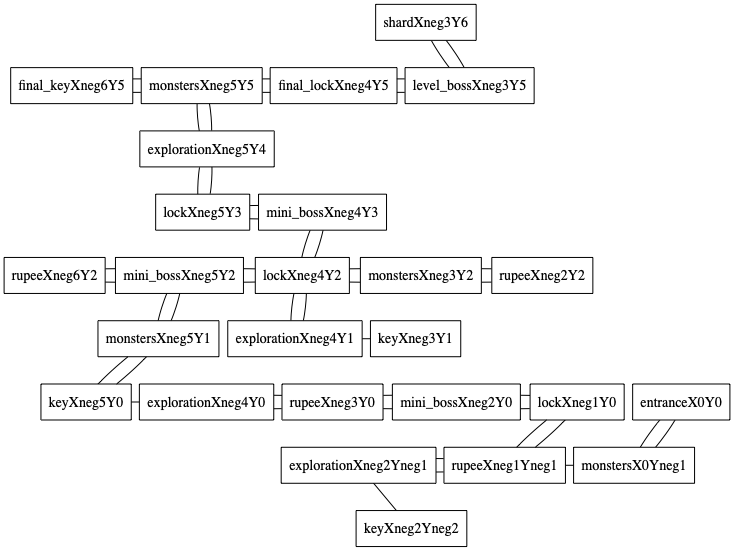 shardXneg3Y6
final_keyXneg6Y5
monstersXneg5Y5
final_lockXneg4Y5
level_bossXneg3Y5
explorationXneg5Y4
lockXneg5Y3
mini_bossXneg4Y3
rupeeXneg6Y2
mini_bossXneg5Y2
lockXneg4Y2
monstersXneg3Y2
rupeeXneg2Y2
monstersXneg5Y1
explorationXneg4Y1
keyXneg3Y1
keyXneg5Y0
explorationXneg4Y0
rupeeXneg3Y0
mini_bossXneg2Y0
lockXneg1Y0
entranceX0Y0
explorationXneg2Yneg1
rupeeXneg1Yneg1
monstersX0Yneg1
keyXneg2Yneg2